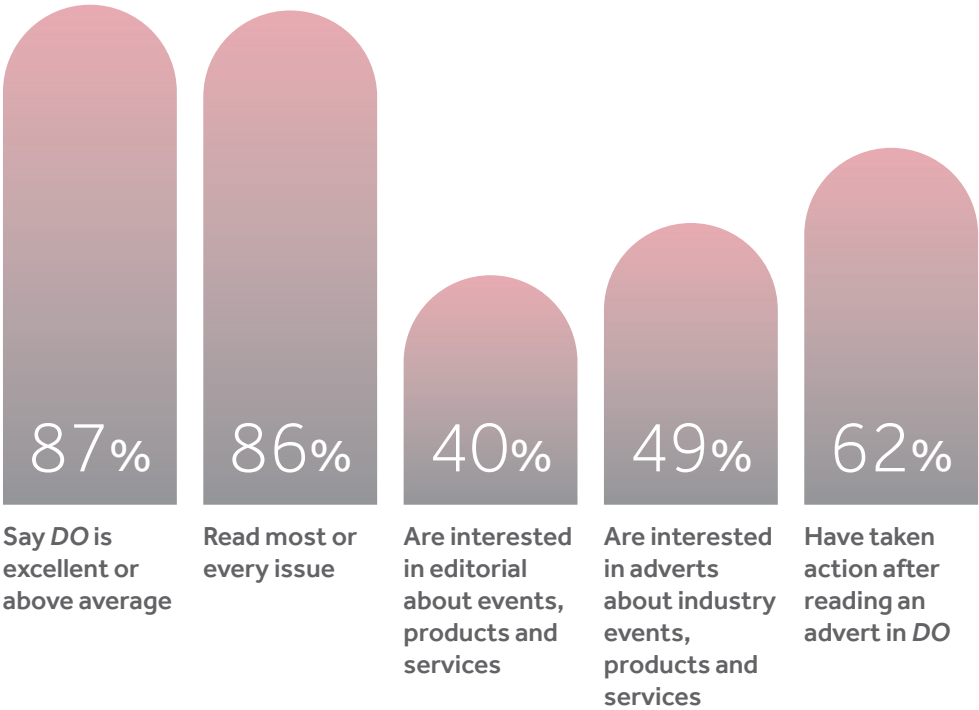 87%
Say DO is
excellent or
above average
86%
Read most or
every issue
40%
Are interested
in editorial
about events,
products and
services
49%
Are interested
in adverts
about industry
events,
products and
services
62%
Have taken
action after
reading an
advert in DO